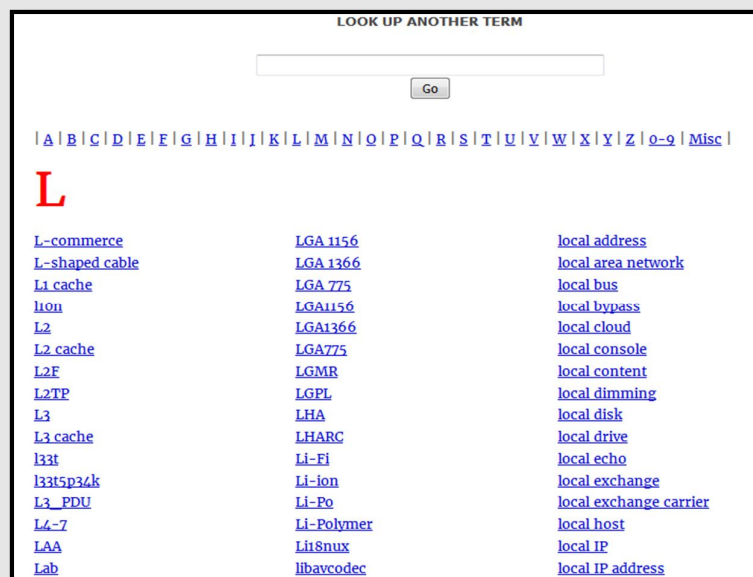 LOOK UP ANOTHER TERM
Go
| A | B | C | D | E | F | G | H | I | J | K | L | M | N | O | P | Q | R | S | T | U | V | W | X | Y | Z | 0-9 | Misc |
L
L-commerce LGA 1156 local address
L-shaped cable LGA 1366 local area network
L1 cache LGA 775 local bus
l10n LGA1156 local bypass
L2 LGA1366 local cloud
L2 cache LGA775 local console
L2F LGMR local content
L2TP LGPL local dimming
L3 LHA local disk
L3 cache LHARC local drive
l33t Li-Fi local echo
l33t5p34k Li-ion local exchange
L3_PDU Li-Po local exchange carrier
L4-7 Li-Polymer local host
LAA Li18nux local IP
Lab libavcodec local IP address